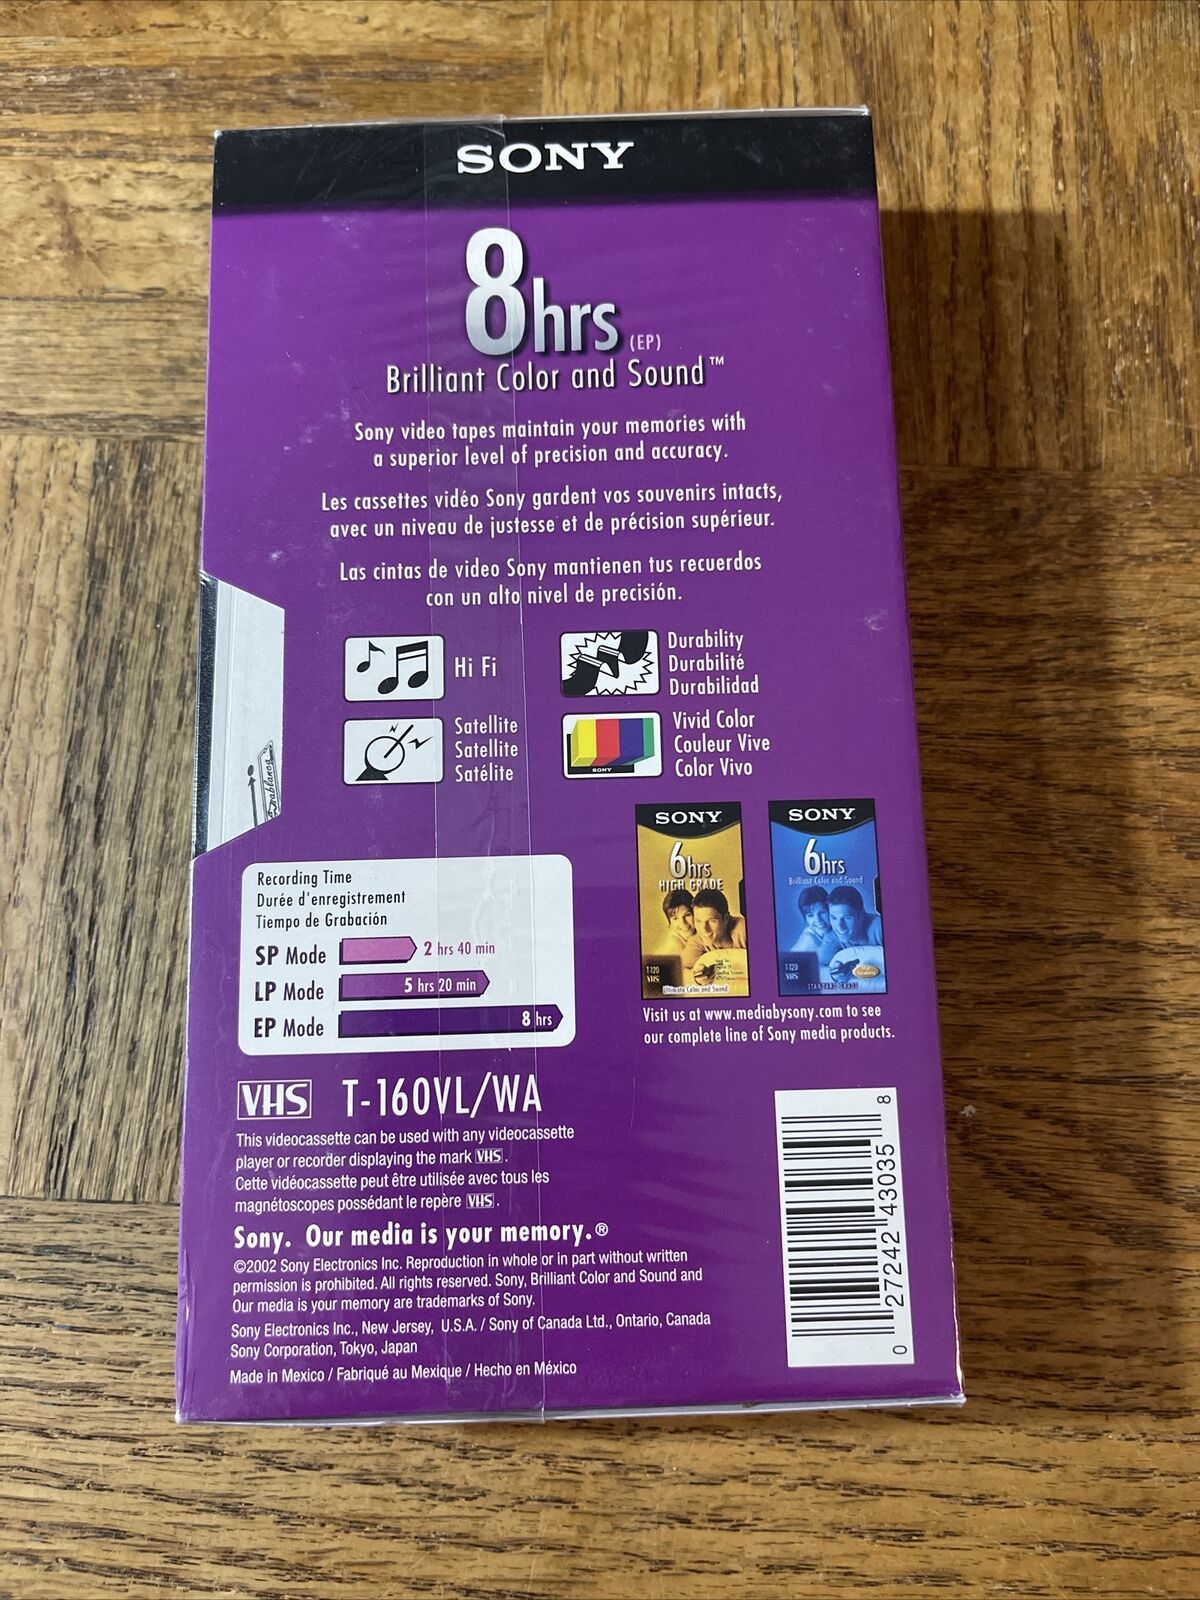 SONY
8hrs (EP)
Brilliant Color and Sound™
Sony video tapes maintain your memories with
a superior level of precision and accuracy.
Les cassettes vidéo Sony gardent vos souvenirs intacts,
avec un niveau de justesse et de précision supérieur.
Las cintas de video Sony mantienen tus recuerdos
con un alto nivel de precisión.
Hi Fi
Durability
Durabilité
Durabilidad
Satellite
Satellite
Satélite
SONY
Vivid Color
Couleur Vive
Color Vivo
Recording Time
Durée d'enregistrement
Tiempo de Grabación
SP Mode 2 hrs 40 min
LP Mode 5 hrs 20 min
EP Mode 8 hrs
SONY
6hrs
HIGH GRADE
T-120
VHS
Ultimate Color and Sound
SONY
6hrs
Brilliant Color and Sound
T-120
VHS
STANDARD GRADE
Visit us at www.mediabysony.com to see
our complete line of Sony media products.
VHS T-160VL/WA
This videocassette can be used with any videocassette
player or recorder displaying the mark VHS.
Cette vidéocassette peut être utilisée avec tous les
magnétoscopes possédant le repère VHS.
Sony. Our media is your memory.®
©2002 Sony Electronics Inc. Reproduction in whole or in part without written
permission is prohibited. All rights reserved. Sony, Brilliant Color and Sound and
Our media is your memory are trademarks of Sony.
Sony Electronics Inc., New Jersey, U.S.A. / Sony of Canada Ltd., Ontario, Canada
Sony Corporation, Tokyo, Japan
Made in Mexico / Fabriqué au Mexique / Hecho en México
0 27242 43035 8